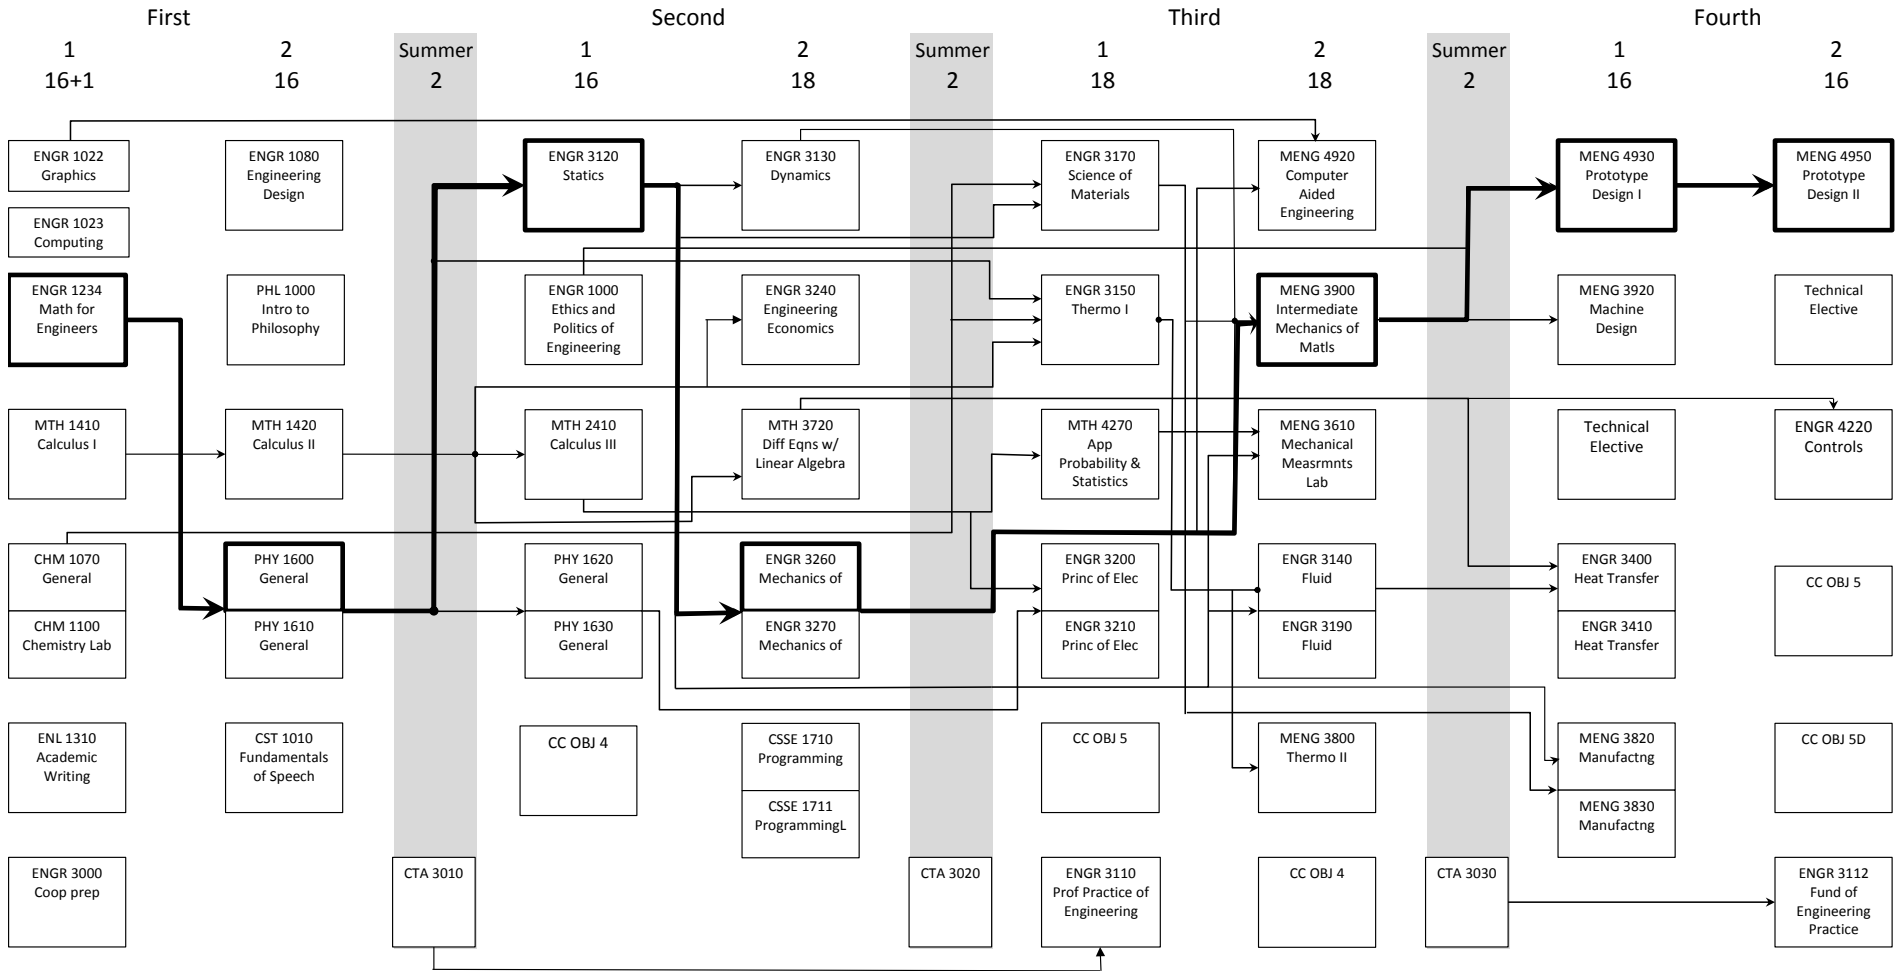 First
Second
Third
Fourth
1
2
Summer
1
2
Summer
1
2
Summer
1
2
16+1
16
2
16
18
2
18
18
2
16
16
ENGR 1022
Graphics
ENGR 1023
Computing
ENGR 1234
Math for
Engineers
MTH 1410
Calculus I
CHM 1070
General
CHM 1100
Chemistry Lab
ENL 1310
Academic
Writing
ENGR 3000
Coop prep
ENGR 1080
Engineering
Design
PHL 1000
Intro to
Philosophy
MTH 1420
Calculus II
PHY 1600
General
PHY 1610
General
CST 1010
Fundamentals
of Speech
CTA 3010
ENGR 3120
Statics
ENGR 1000
Ethics and
Politics of
Engineering
MTH 2410
Calculus III
PHY 1620
General
PHY 1630
General
CC OBJ 4
ENGR 3130
Dynamics
ENGR 3240
Engineering
Economics
MTH 3720
Diff Eqns w/
Linear Algebra
ENGR 3260
Mechanics of
ENGR 3270
Mechanics of
CSSE 1710
Programming
CSSE 1711
ProgrammingL
CTA 3020
ENGR 3170
Science of
Materials
ENGR 3150
Thermo I
MTH 4270
App
Probability &
Statistics
ENGR 3200
Princ of Elec
ENGR 3210
Princ of Elec
CC OBJ 5
ENGR 3110
Prof Practice of
Engineering
MENG 4920
Computer
Aided
Engineering
MENG 3900
Intermediate
Mechanics of
Matls
MENG 3610
Mechanical
Measrmnts
Lab
ENGR 3140
Fluid
ENGR 3190
Fluid
MENG 3800
Thermo II
CC OBJ 4
CTA 3030
MENG 4930
Prototype
Design I
MENG 3920
Machine
Design
Technical
Elective
ENGR 3400
Heat Transfer
ENGR 3410
Heat Transfer
MENG 3820
Manufactng
MENG 3830
Manufactng
MENG 4950
Prototype
Design II
Technical
Elective
ENGR 4220
Controls
CC OBJ 5
CC OBJ 5D
ENGR 3112
Fund of
Engineering
Practice